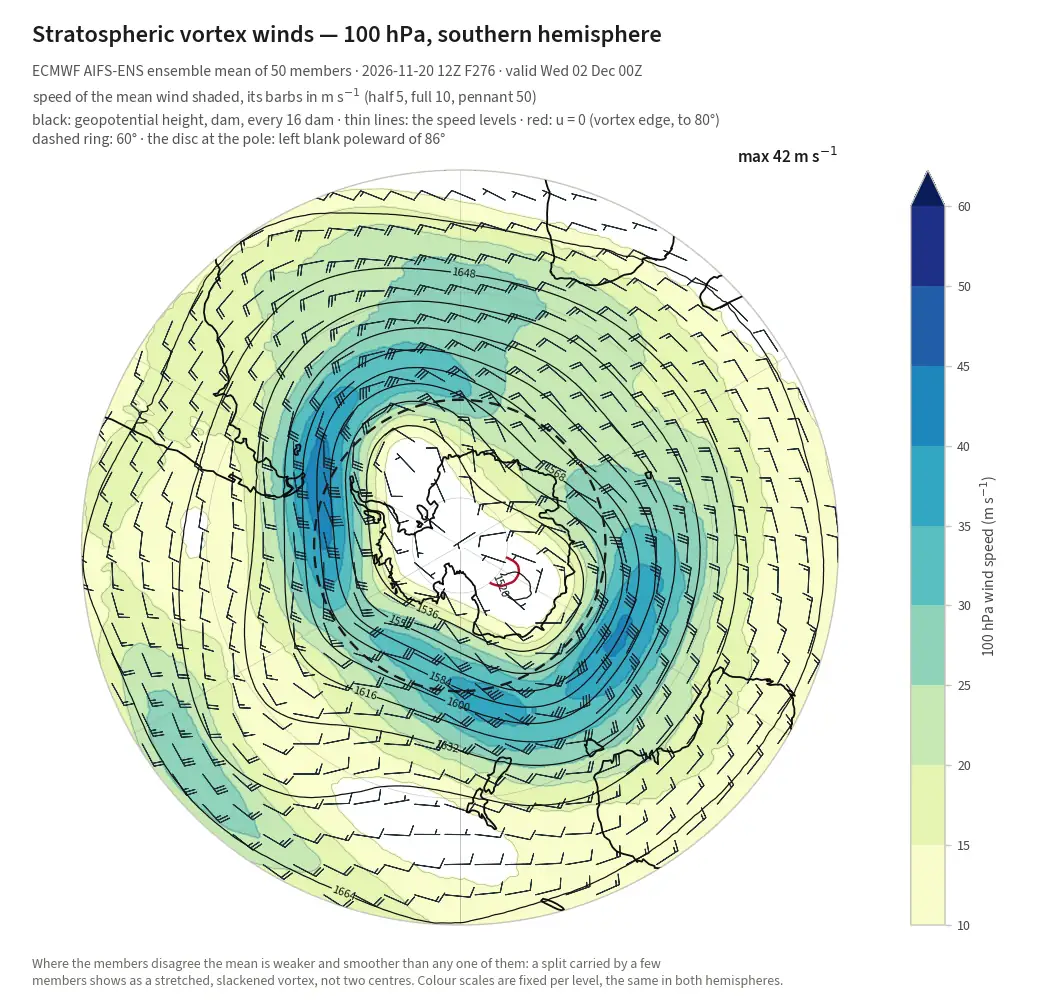 Stratospheric vortex winds — 100 hPa, southern hemisphere
ECMWF AIFS-ENS ensemble mean of 50 members · 2026-11-20 12Z F276 · valid Wed 02 Dec 00Z
speed of the mean wind shaded, its barbs in m s⁻¹ (half 5, full 10, pennant 50)
black: geopotential height, dam, every 16 dam · thin lines: the speed levels · red: u = 0 (vortex edge, to 80°)
dashed ring: 60° · the disc at the pole: left blank poleward of 86°
max 42 m s⁻¹
60
50
45
40
35
30
25
20
15
10
100 hPa wind speed (m s⁻¹)
1648
1568
1520
1536
1584
1600
1616
1632
1664
Where the members disagree the mean is weaker and smoother than any one of them: a split carried by a few
members shows as a stretched, slackened vortex, not two centres. Colour scales are fixed per level, the same in both hemispheres.